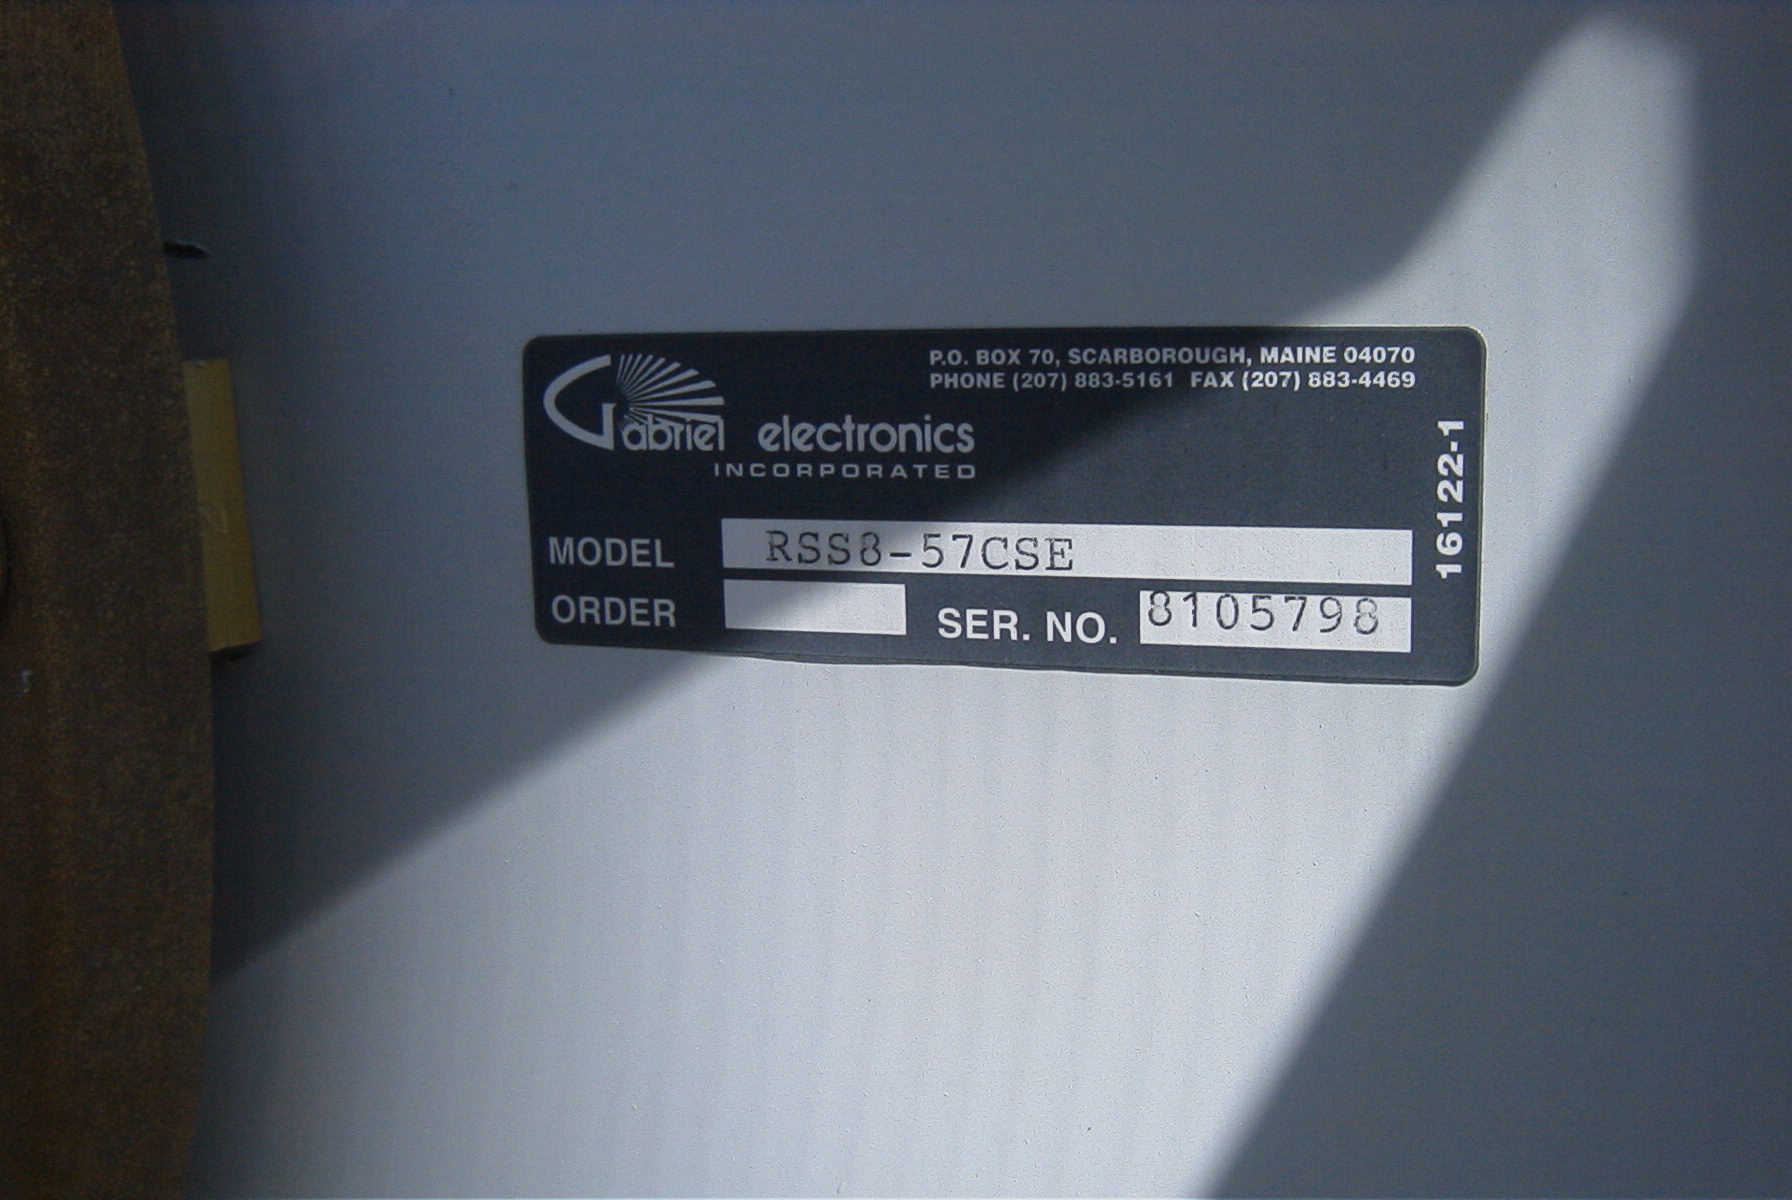 P.O. BOX 70, SCARBOROUGH, MAINE 04070
PHONE (207) 883-5161 FAX (207) 883-4469
Gabriel electronics
INCORPORATED
16122-1
MODEL RSS8-57CSE
ORDER SER. NO. 8105798